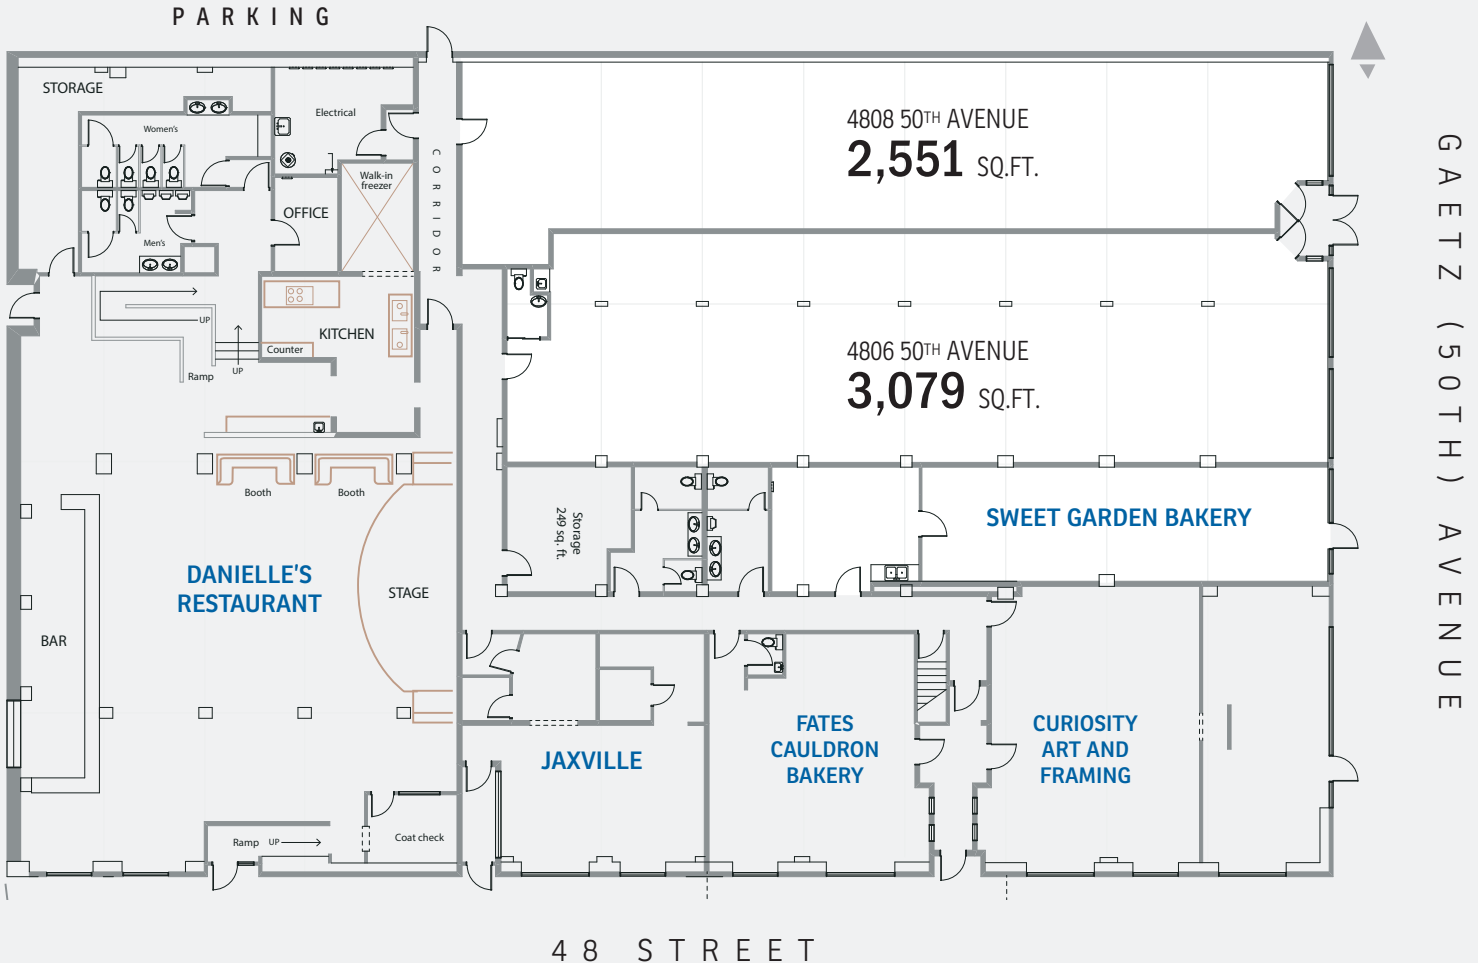 PARKING
STORAGE
Women's
Electrical
Walk-in
freezer
OFFICE
Men's
CORRIDOR
4808 50TH AVENUE
2,551 SQ.FT.
UP
KITCHEN
Counter
Ramp
UP
4806 50TH AVENUE
3,079 SQ.FT.
Booth
Booth
Storage
249 sq. ft.
SWEET GARDEN BAKERY
DANIELLE'S
RESTAURANT
STAGE
BAR
JAXVILLE
FATES
CAULDRON
BAKERY
CURIOSITY
ART AND
FRAMING
Ramp UP
Coat check
GAETZ (50TH) AVENUE
48 STREET